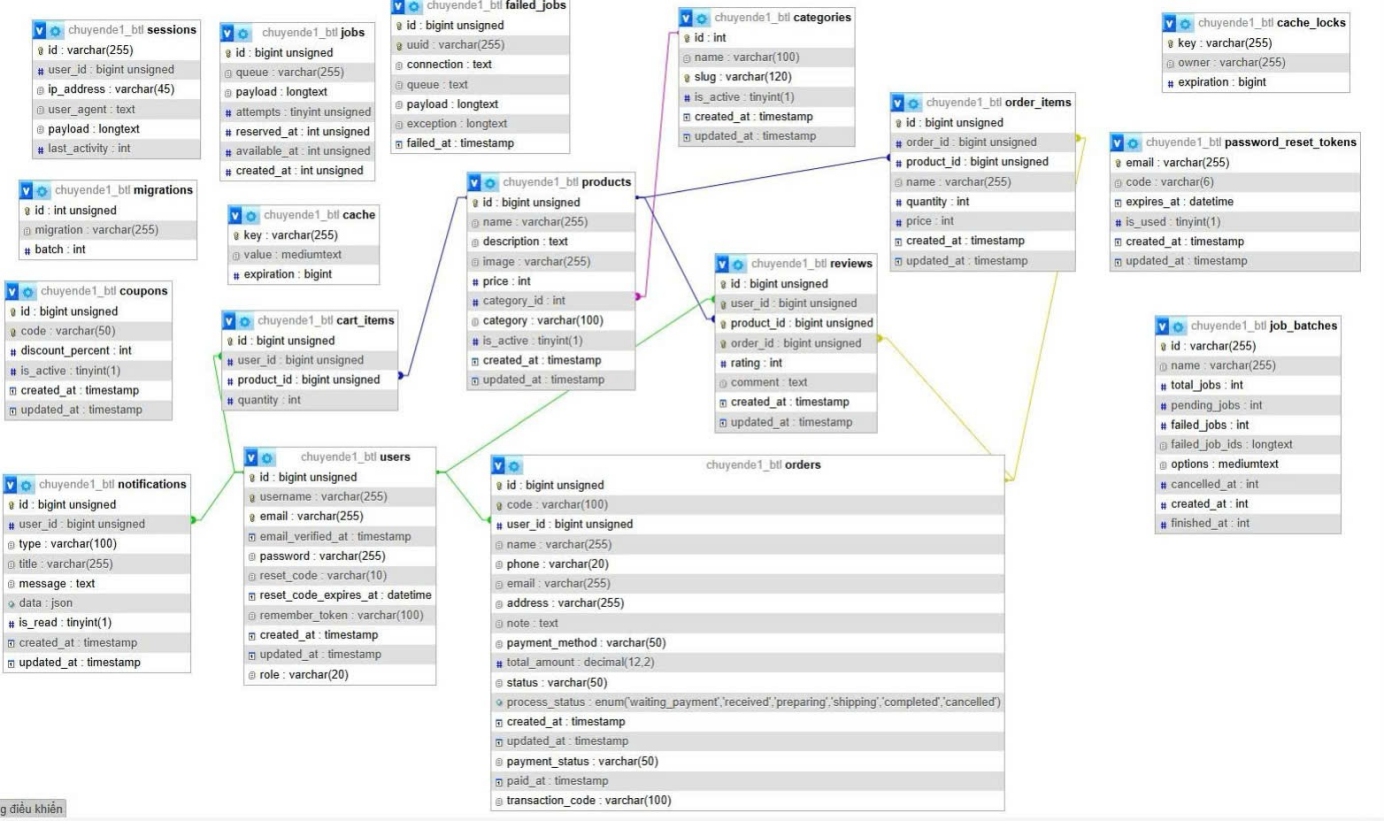 chuyende1_btl sessions
id : varchar(255)
user_id : bigint unsigned
ip_address : varchar(45)
user_agent : text
payload : longtext
last_activity : int
chuyende1_btl jobs
id : bigint unsigned
queue : varchar(255)
payload : longtext
attempts : tinyint unsigned
reserved_at : int unsigned
available_at : int unsigned
created_at : int unsigned
chuyende1_btl failed_jobs
id : bigint unsigned
uuid : varchar(255)
connection : text
queue : text
payload : longtext
exception : longtext
failed_at : timestamp
chuyende1_btl categories
id : int
name : varchar(100)
slug : varchar(120)
is_active : tinyint(1)
created_at : timestamp
updated_at : timestamp
chuyende1_btl cache_locks
key : varchar(255)
owner : varchar(255)
expiration : bigint
chuyende1_btl order_items
id : bigint unsigned
order_id : bigint unsigned
product_id : bigint unsigned
name : varchar(255)
quantity : int
price : int
created_at : timestamp
updated_at : timestamp
chuyende1_btl password_reset_tokens
email : varchar(255)
code : varchar(6)
expires_at : datetime
is_used : tinyint(1)
created_at : timestamp
updated_at : timestamp
chuyende1_btl migrations
id : int unsigned
migration : varchar(255)
batch : int
chuyende1_btl cache
key : varchar(255)
value : mediumtext
expiration : bigint
chuyende1_btl products
id : bigint unsigned
name : varchar(255)
description : text
image : varchar(255)
price : int
category_id : int
category : varchar(100)
is_active : tinyint(1)
created_at : timestamp
updated_at : timestamp
chuyende1_btl reviews
id : bigint unsigned
user_id : bigint unsigned
product_id : bigint unsigned
order_id : bigint unsigned
rating : int
comment : text
created_at : timestamp
updated_at : timestamp
chuyende1_btl coupons
id : bigint unsigned
code : varchar(50)
discount_percent : int
is_active : tinyint(1)
created_at : timestamp
updated_at : timestamp
chuyende1_btl cart_items
id : bigint unsigned
user_id : bigint unsigned
product_id : bigint unsigned
quantity : int
chuyende1_btl job_batches
id : varchar(255)
name : varchar(255)
total_jobs : int
pending_jobs : int
failed_jobs : int
failed_job_ids : longtext
options : mediumtext
cancelled_at : int
created_at : int
finished_at : int
chuyende1_btl notifications
id : bigint unsigned
user_id : bigint unsigned
type : varchar(100)
title : varchar(255)
message : text
data : json
is_read : tinyint(1)
created_at : timestamp
updated_at : timestamp
chuyende1_btl users
id : bigint unsigned
username : varchar(255)
email : varchar(255)
email_verified_at : timestamp
password : varchar(255)
reset_code : varchar(10)
reset_code_expires_at : datetime
remember_token : varchar(100)
created_at : timestamp
updated_at : timestamp
role : varchar(20)
chuyende1_btl orders
id : bigint unsigned
code : varchar(100)
user_id : bigint unsigned
name : varchar(255)
phone : varchar(20)
email : varchar(255)
address : varchar(255)
note : text
payment_method : varchar(50)
total_amount : decimal(12,2)
status : varchar(50)
process_status : enum('waiting_payment','received','preparing','shipping','completed','cancelled')
created_at : timestamp
updated_at : timestamp
payment_status : varchar(50)
paid_at : timestamp
transaction_code : varchar(100)
g điều khiển